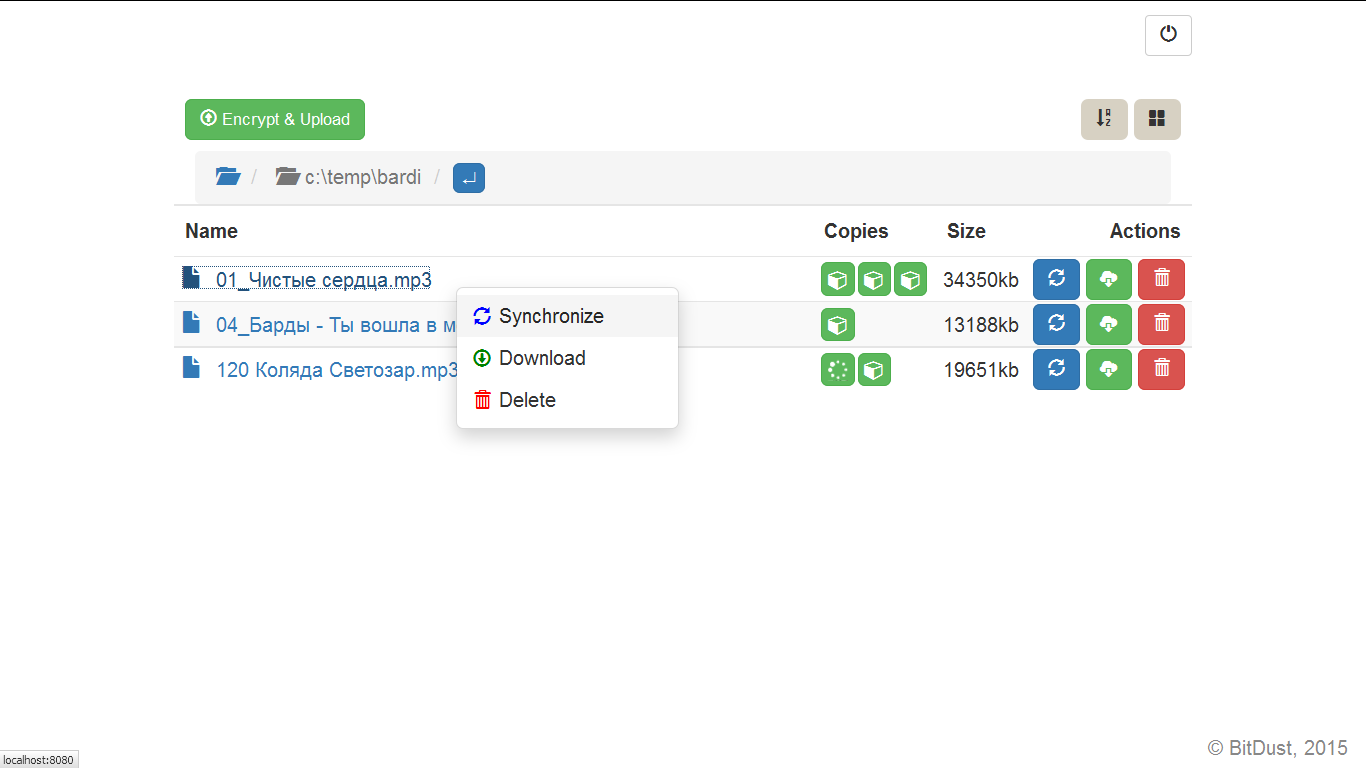 Encrypt & Upload
/ c:\temp\bardi /
Name Copies Size Actions
01_Чистые сердца.mp3 34350kb
04_Барды - Ты вошла в 13188kb
120 Коляда Светозар.mp3 19651kb
Synchronize
Download
Delete
© BitDust, 2015
localhost:8080